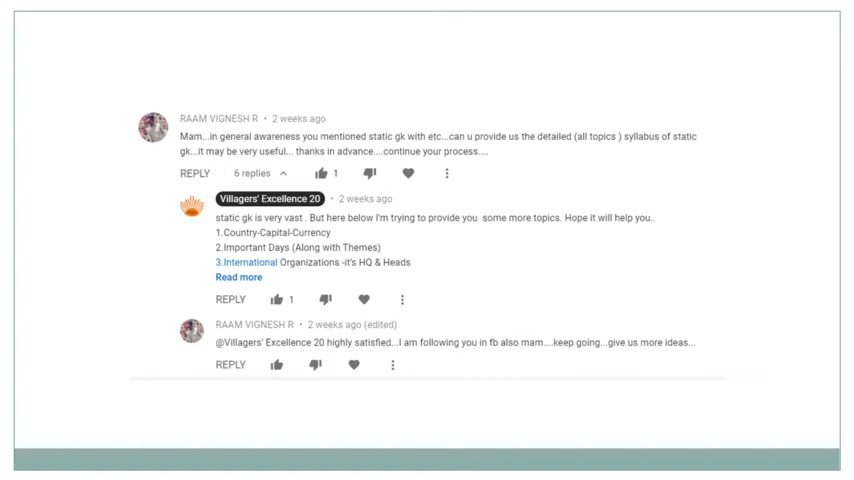 RAAM VIGNESH R • 2 weeks ago
Mam...in general awareness you mentioned static gk with etc...can u provide us the detailed (all topics ) syllabus of static
gk...it may be very useful... thanks in advance....continue your process....
REPLY 6 replies 1
Villagers' Excellence 20 • 2 weeks ago
static gk is very vast . But here below I'm trying to provide you some more topics. Hope it will help you..
1.Country-Capital-Currency
2.Important Days (Along with Themes)
3.International Organizations -it's HQ & Heads
Read more
REPLY 1
RAAM VIGNESH R • 2 weeks ago (edited)
@Villagers' Excellence 20 highly satisfied...I am following you in fb also mam....keep going...give us more ideas...
REPLY